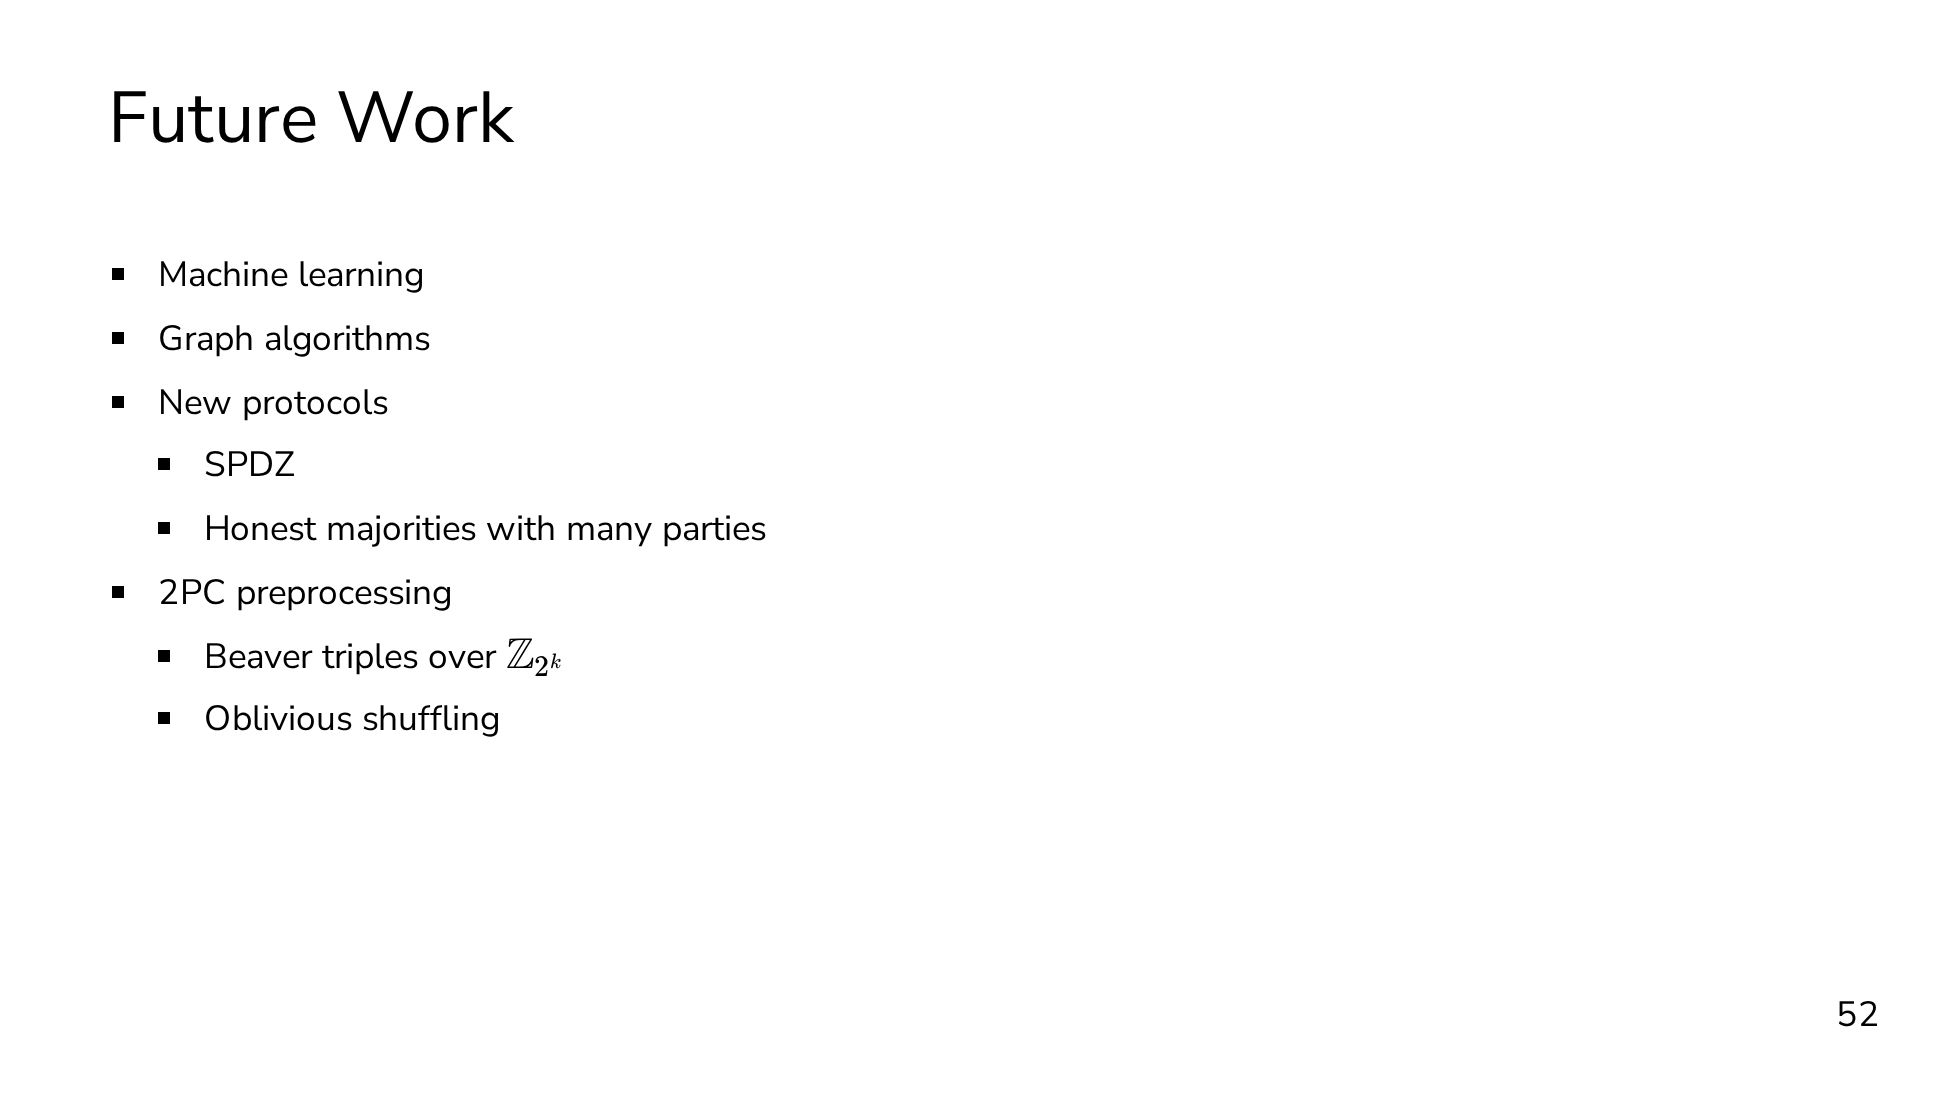 Future Work
▪ Machine learning
▪ Graph algorithms
▪ New protocols
▪ SPDZ
▪ Honest majorities with many parties
▪ 2PC preprocessing
▪ Beaver triples over $\mathbb{Z}_{2^k}$
▪ Oblivious shuffling
52